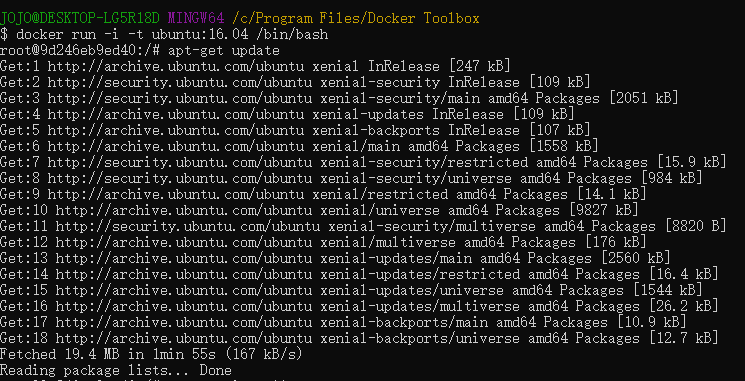 JOJO@DESKTOP-LG5R18D MINGW64 /c/Program Files/Docker Toolbox
$ docker run -i -t ubuntu:16.04 /bin/bash
root@9d246eb9ed40:/# apt-get update
Get:1 http://archive.ubuntu.com/ubuntu xenial InRelease [247 kB]
Get:2 http://security.ubuntu.com/ubuntu xenial-security InRelease [109 kB]
Get:3 http://security.ubuntu.com/ubuntu xenial-security/main amd64 Packages [2051 kB]
Get:4 http://archive.ubuntu.com/ubuntu xenial-updates InRelease [109 kB]
Get:5 http://archive.ubuntu.com/ubuntu xenial-backports InRelease [107 kB]
Get:6 http://archive.ubuntu.com/ubuntu xenial/main amd64 Packages [1558 kB]
Get:7 http://security.ubuntu.com/ubuntu xenial-security/restricted amd64 Packages [15.9 kB]
Get:8 http://security.ubuntu.com/ubuntu xenial-security/universe amd64 Packages [984 kB]
Get:9 http://archive.ubuntu.com/ubuntu xenial/restricted amd64 Packages [14.1 kB]
Get:10 http://archive.ubuntu.com/ubuntu xenial/universe amd64 Packages [9827 kB]
Get:11 http://security.ubuntu.com/ubuntu xenial-security/multiverse amd64 Packages [8820 B]
Get:12 http://archive.ubuntu.com/ubuntu xenial/multiverse amd64 Packages [176 kB]
Get:13 http://archive.ubuntu.com/ubuntu xenial-updates/main amd64 Packages [2560 kB]
Get:14 http://archive.ubuntu.com/ubuntu xenial-updates/restricted amd64 Packages [16.4 kB]
Get:15 http://archive.ubuntu.com/ubuntu xenial-updates/universe amd64 Packages [1544 kB]
Get:16 http://archive.ubuntu.com/ubuntu xenial-updates/multiverse amd64 Packages [26.2 kB]
Get:17 http://archive.ubuntu.com/ubuntu xenial-backports/main amd64 Packages [10.9 kB]
Get:18 http://archive.ubuntu.com/ubuntu xenial-backports/universe amd64 Packages [12.7 kB]
Fetched 19.4 MB in 1min 55s (167 kB/s)
Reading package lists... Done